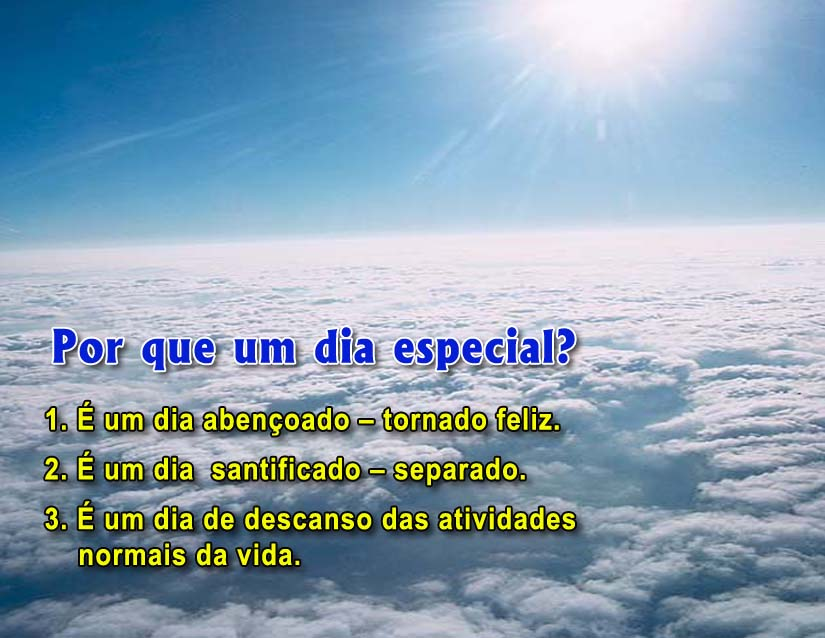 Por que um dia especial?
1. É um dia abençoado – tornado feliz.
2. É um dia santificado – separado.
3. É um dia de descanso das atividades
normais da vida.